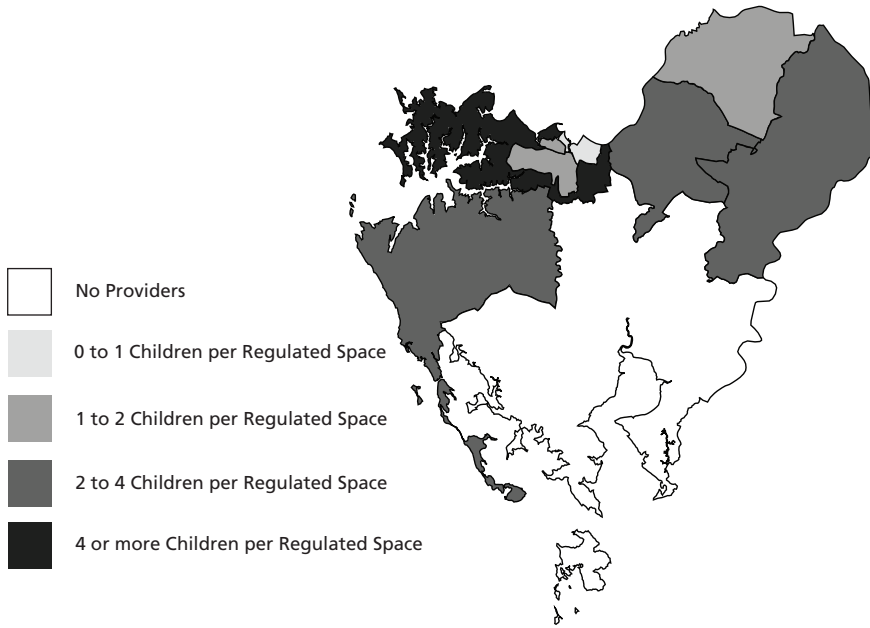 No Providers
0 to 1 Children per Regulated Space
1 to 2 Children per Regulated Space
2 to 4 Children per Regulated Space
4 or more Children per Regulated Space